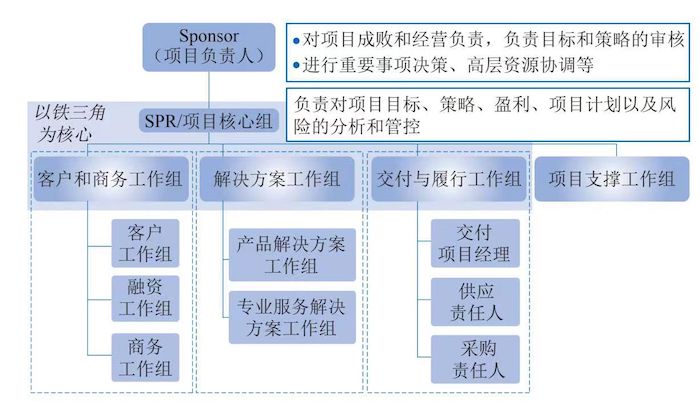 Sponsor
（项目负责人）
•对项目成败和经营负责，负责目标和策略的审核
•进行重要事项决策、高层资源协调等
以铁三角
为核心
SPR/项目核心组
负责对项目目标、策略、盈利、项目计划以及风
险的分析和管控
客户和商务工作组
解决方案工作组
交付与履行工作组
项目支撑工作组
客户
工作组
融资
工作组
商务
工作组
产品解决方案
工作组
专业服务解决
方案工作组
交付
项目经理
供应
责任人
采购
责任人